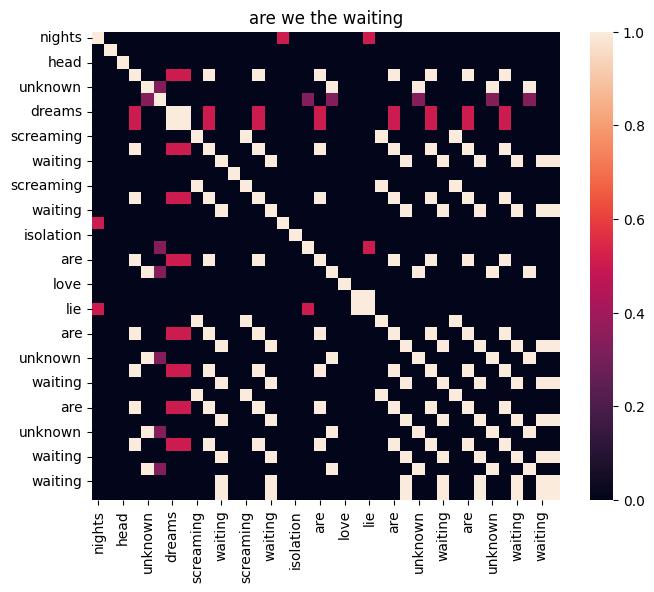 are we the waiting
nights
head
unknown
dreams
screaming
waiting
screaming
waiting
isolation
are
love
lie
are
unknown
waiting
are
unknown
waiting
waiting
1.0
0.8
0.6
0.4
0.2
0.0
nights
head
unknown
dreams
screaming
waiting
screaming
waiting
isolation
are
love
lie
are
unknown
waiting
are
unknown
waiting
waiting